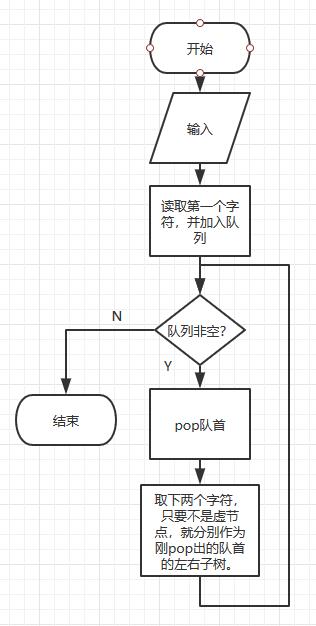 开始
输入
读取第一个字
符，并加入队
列
队列非空？
N
Y
结束
pop队首
取下两个字符，
只要不是虚节
点，就分别作为
刚pop出的队首
的左右子树。